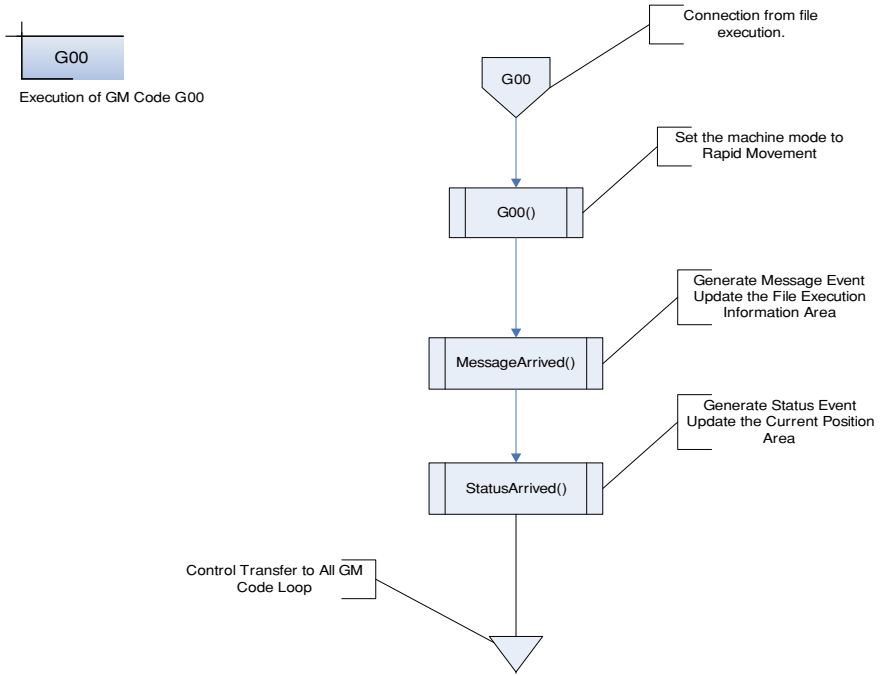 G00
Execution of GM Code G00
Connection from file
execution.
G00
Set the machine mode to
Rapid Movement
G00()
Generate Message Event
Update the File Execution
Information Area
MessageArrived()
Generate Status Event
Update the Current Position
Area
StatusArrived()
Control Transfer to All GM
Code Loop